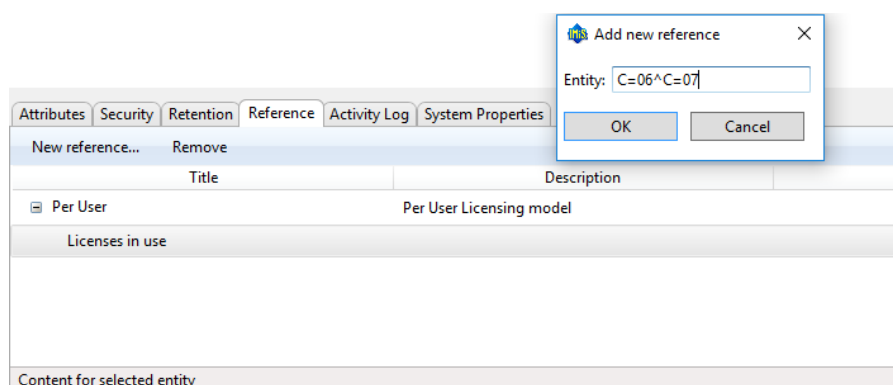 IMiS Add new reference
Entity: C=06^C=07
OK Cancel
Attributes Security Retention Reference Activity Log System Properties
New reference... Remove
Title Description
Per User Per User Licensing model
Licenses in use
Content for selected entity